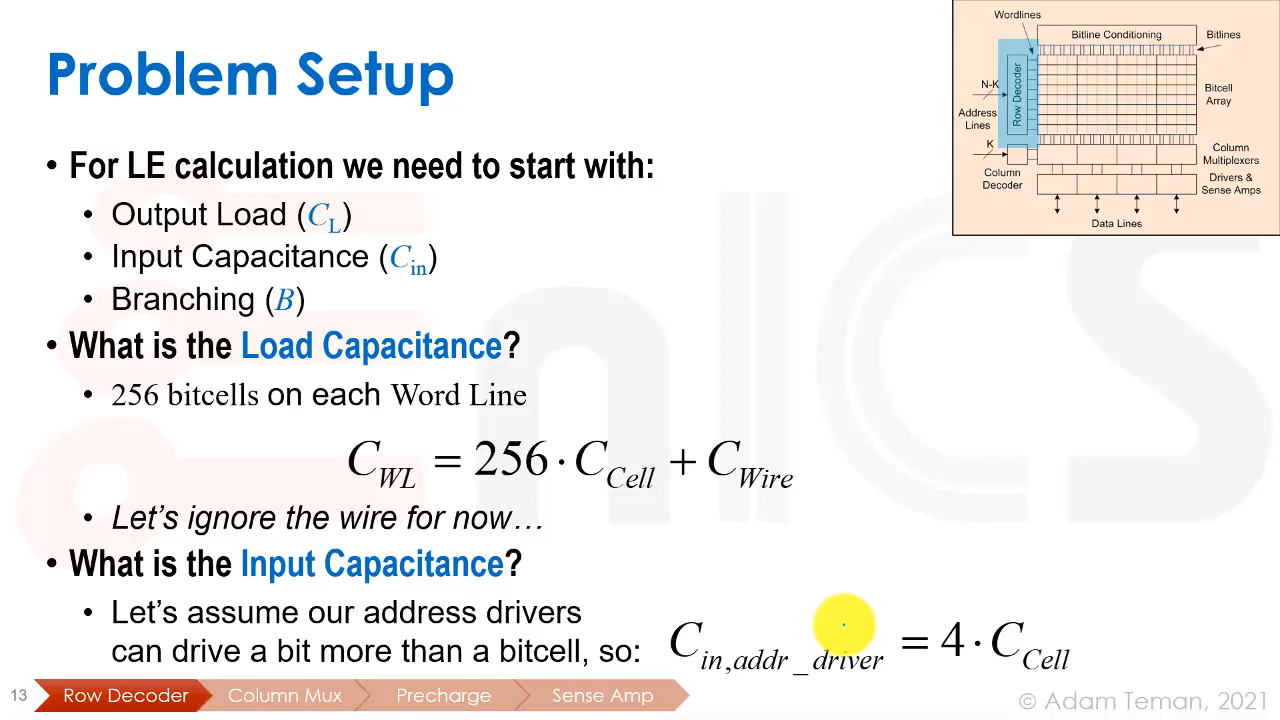 Problem Setup
• For LE calculation we need to start with:
• Output Load (C_L)
• Input Capacitance (C_in)
• Branching (B)
• What is the Load Capacitance?
• 256 bitcells on each Word Line
C_WL = 256 · C_Cell + C_Wire
• Let's ignore the wire for now…
• What is the Input Capacitance?
• Let's assume our address drivers
can drive a bit more than a bitcell, so:
C_in,addr_driver = 4 · C_Cell
Wordlines
Bitline Conditioning
Bitlines
N-K
Row Decoder
Address
Lines
Bitcell
Array
K
Column
Decoder
Column
Multiplexers
Drivers &
Sense Amps
Data Lines
EnICS
13
Row Decoder
Column Mux
Precharge
Sense Amp
© Adam Teman, 2021